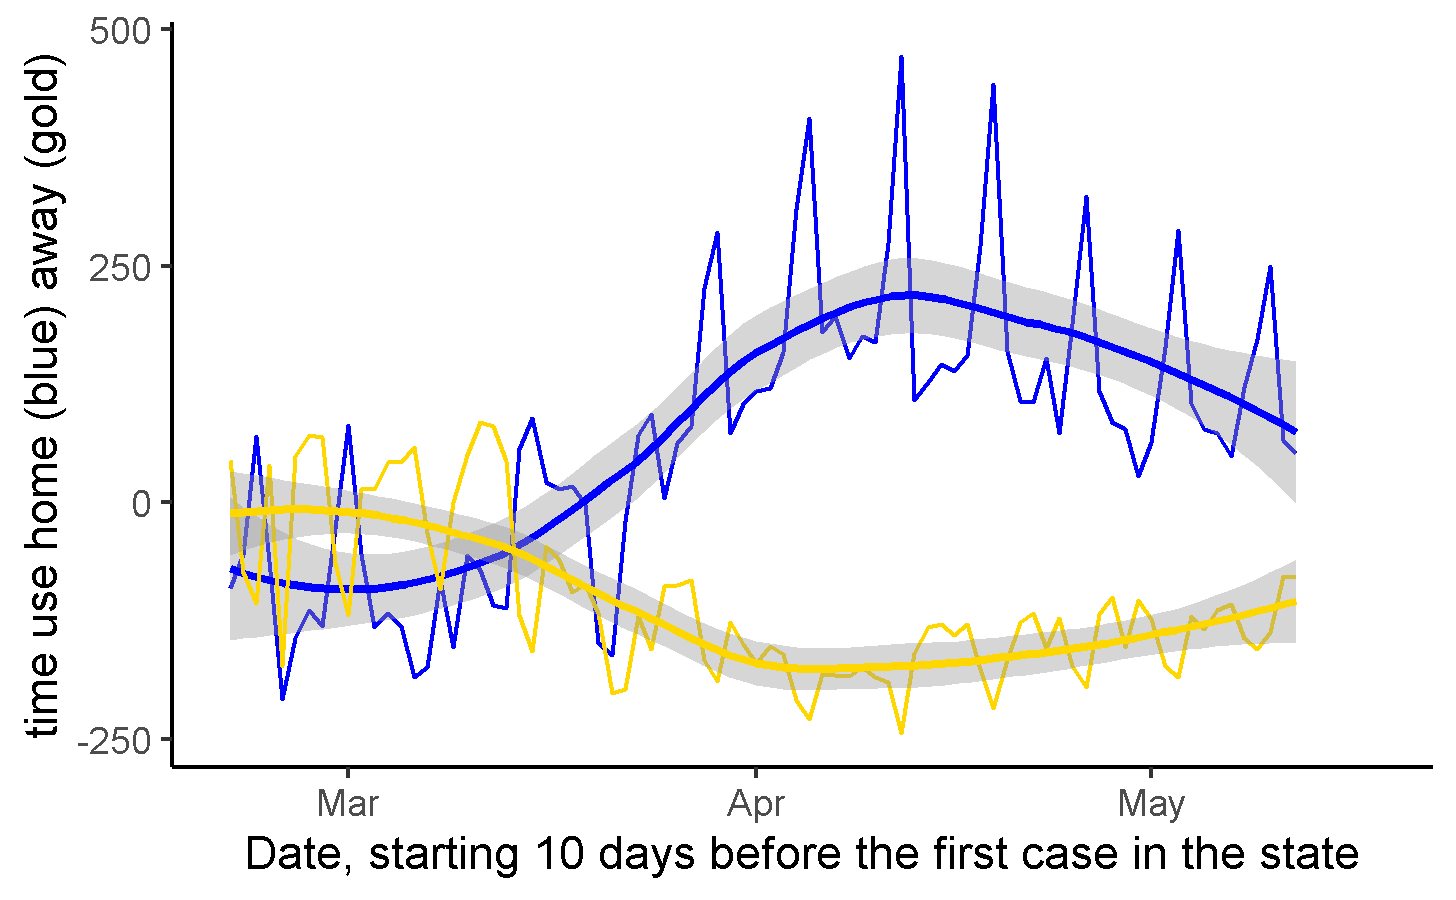 time use home (blue) away (gold)
500
250
0
-250
Mar Apr May
Date, starting 10 days before the first case in the state